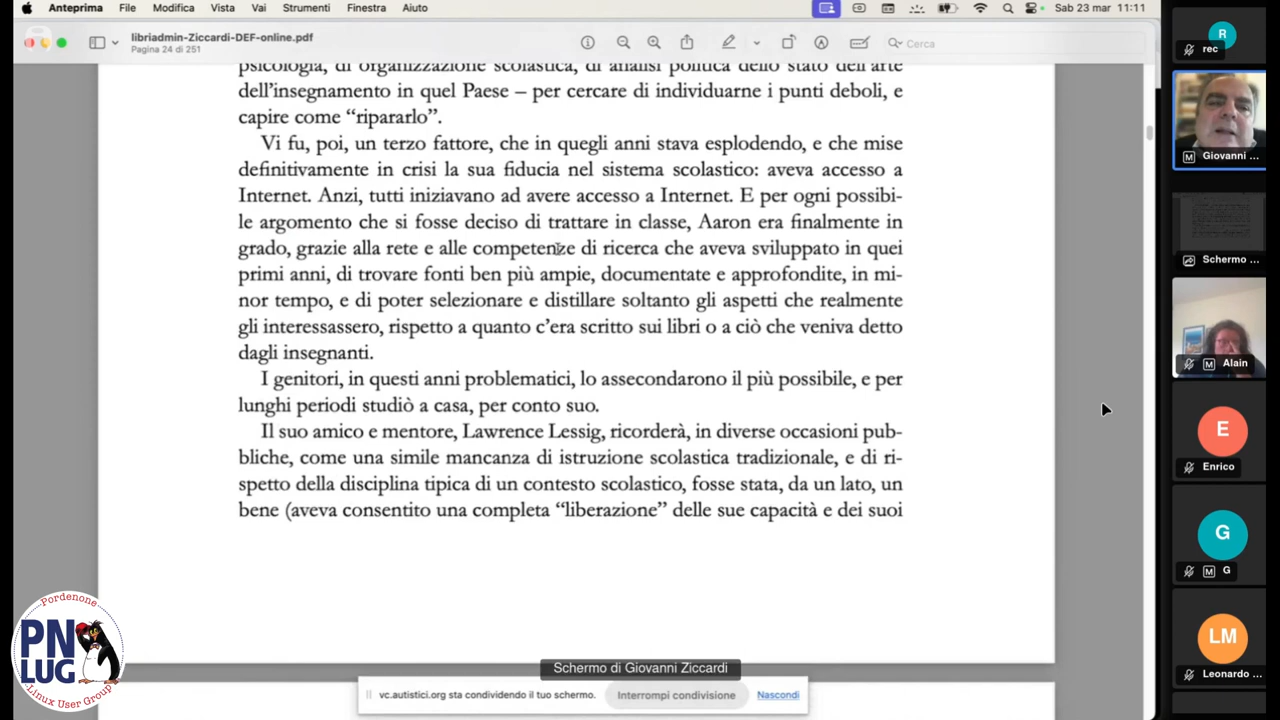 Anteprima File Modifica Vista Vai Strumenti Finestra Aiuto Sab 23 mar 11:11
libriadmin-Ziccardi-DEF-online.pdf
Pagina 24 di 251
Cerca
psicologia, di organizzazione scolastica, di analisi politica dello stato dell'arte
dell'insegnamento in quel Paese – per cercare di individuarne i punti deboli, e
capire come “ripararlo”.
Vi fu, poi, un terzo fattore, che in quegli anni stava esplodendo, e che mise
definitivamente in crisi la sua fiducia nel sistema scolastico: aveva accesso a
Internet. Anzi, tutti iniziavano ad avere accesso a Internet. E per ogni possibi-
le argomento che si fosse deciso di trattare in classe, Aaron era finalmente in
grado, grazie alla rete e alle competenze di ricerca che aveva sviluppato in quei
primi anni, di trovare fonti ben più ampie, documentate e approfondite, in mi-
nor tempo, e di poter selezionare e distillare soltanto gli aspetti che realmente
gli interessassero, rispetto a quanto c'era scritto sui libri o a ciò che veniva detto
dagli insegnanti.
I genitori, in questi anni problematici, lo assecondarono il più possibile, e per
lunghi periodi studiò a casa, per conto suo.
Il suo amico e mentore, Lawrence Lessig, ricorderà, in diverse occasioni pub-
bliche, come una simile mancanza di istruzione scolastica tradizionale, e di ri-
spetto della disciplina tipica di un contesto scolastico, fosse stata, da un lato, un
bene (aveva consentito una completa “liberazione” delle sue capacità e dei suoi
Schermo di Giovanni Ziccardi
vc.autistici.org sta condividendo il tuo schermo. Interrompi condivisione Nascondi
Pordenone
PN
LUG
Linux User Group
R
rec
M Giovanni ...
Schermo ...
M Alain
E
Enrico
G
M G
LM
Leonardo ...